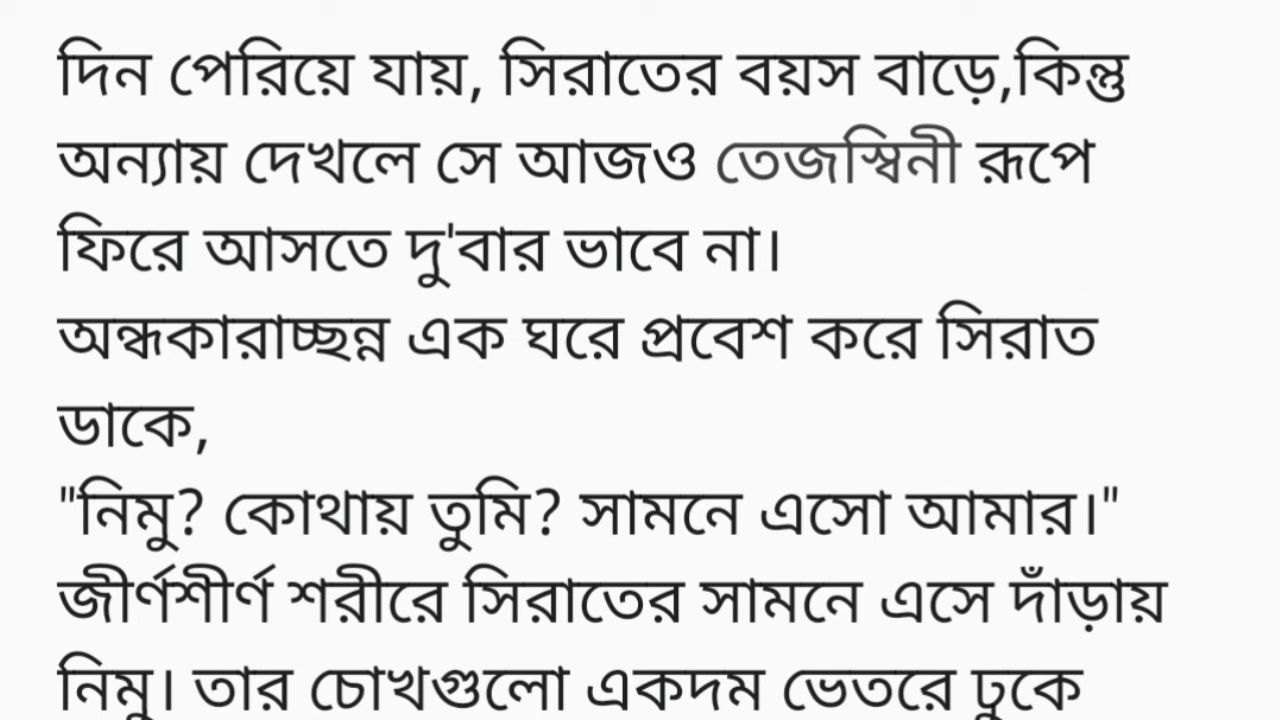 দিন পেরিয়ে যায়, সিরাতের বয়স বাড়ে,কিন্তু
অন্যায় দেখলে সে আজও তেজস্বিনী রূপে
ফিরে আসতে দু'বার ভাবে না।
অন্ধকারাচ্ছন্ন এক ঘরে প্রবেশ করে সিরাত
ডাকে,
"নিমু? কোথায় তুমি? সামনে এসো আমার।"
জীর্ণশীর্ণ শরীরে সিরাতের সামনে এসে দাঁড়ায়
নিমু। তার চোখগুলো একদম ভেতরে ঢুকে